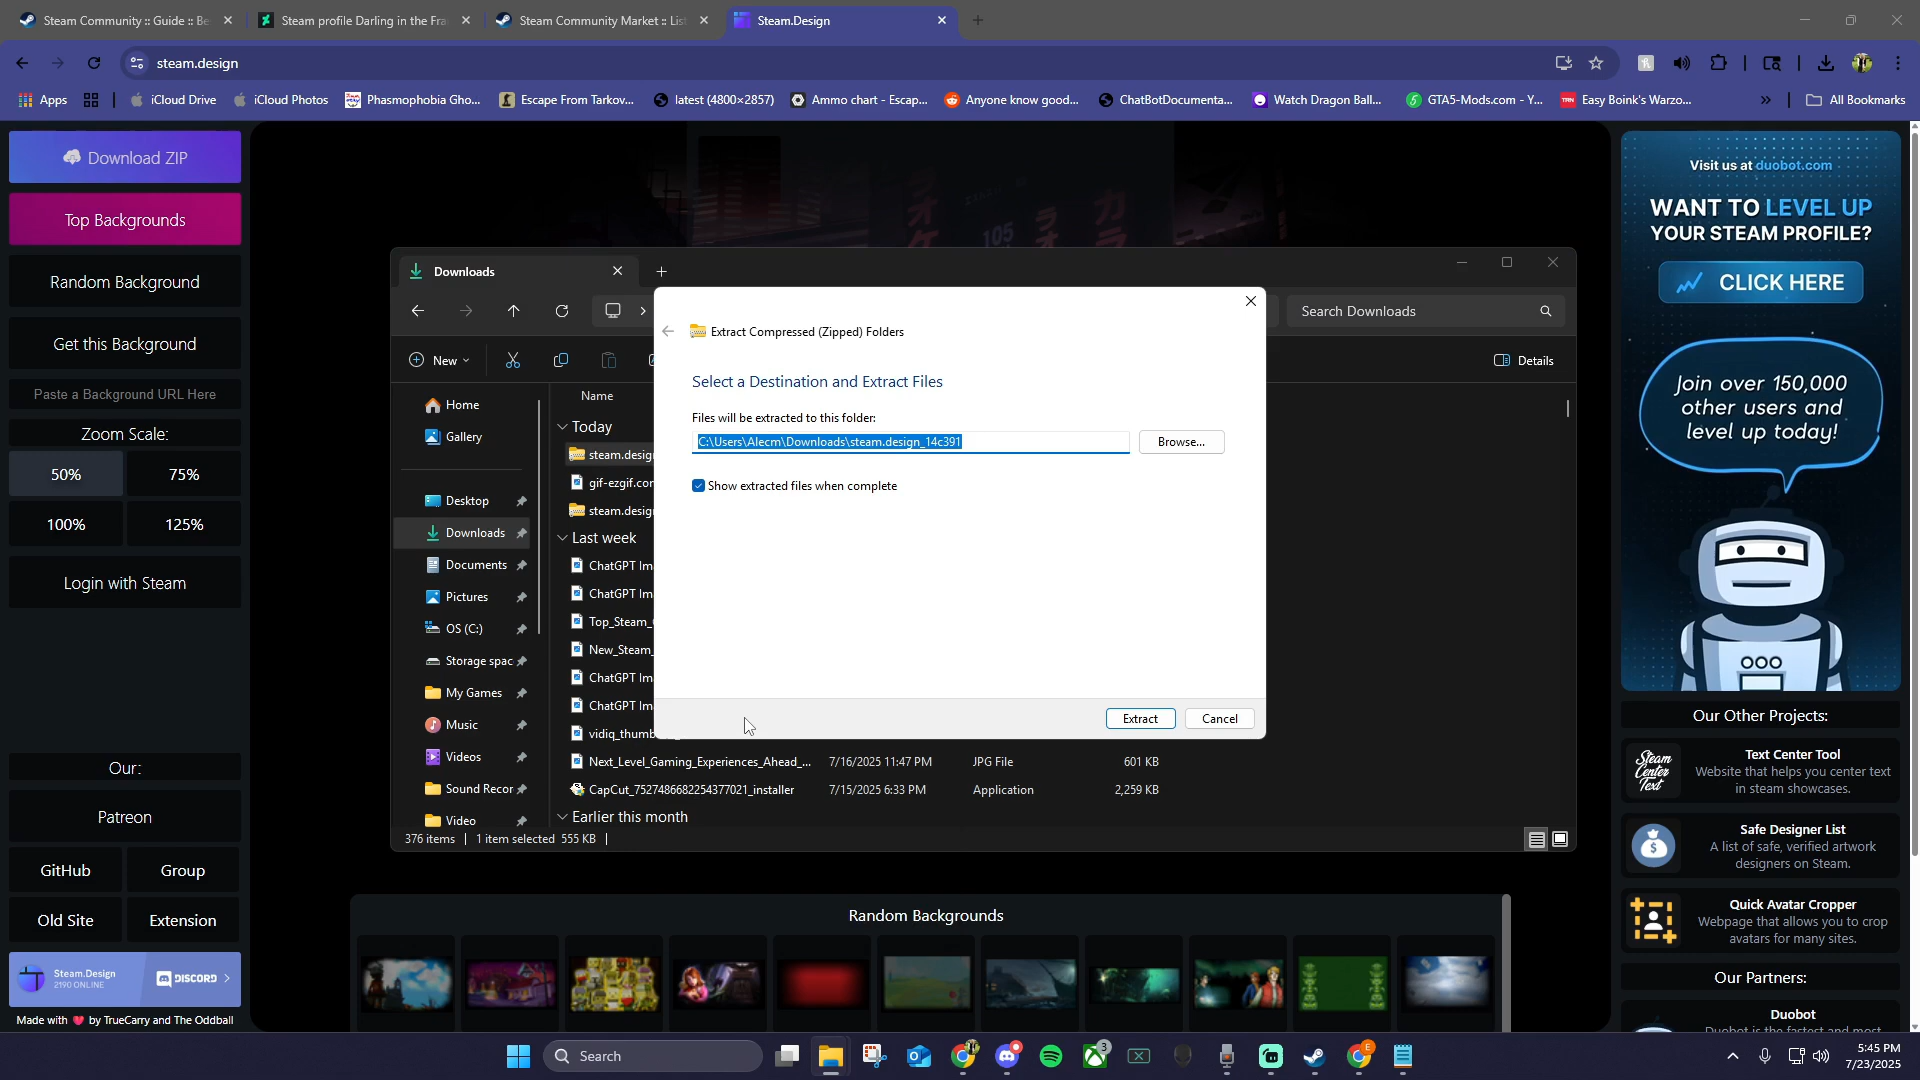 Steam Community :: Guide :: Be
Steam profile Darling in the Fra
Steam Community Market :: List
Steam.Design
steam.design
Apps
iCloud Drive
iCloud Photos
Phasmophobia Gho...
Escape From Tarkov...
latest (4800×2857)
Ammo chart - Escap...
Anyone know good...
ChatBotDocumenta...
Watch Dragon Ball...
GTA5-Mods.com - Y...
Easy Boink's Warzo...
»
All Bookmarks
Download ZIP
Top Backgrounds
Random Background
Get this Background
Paste a Background URL Here
Zoom Scale:
50%
75%
100%
125%
Login with Steam
Our:
Patreon
GitHub
Group
Old Site
Extension
Steam.Design
2190 ONLINE
DISCORD
Made with ❤ by TrueCarry and The Oddball
105
Downloads
Search Downloads
New
Details
Home
Gallery
Desktop
Downloads
Documents
Pictures
OS (C:)
Storage spac
My Games
Music
Videos
Sound Recor
Video
Name
Today
steam.desig
gif-ezgif.cor
steam.desig
Last week
ChatGPT Im
ChatGPT Im
Top_Steam_
New_Steam_
ChatGPT Im
ChatGPT Im
vidiq_thumb
Next_Level_Gaming_Experiences_Ahead_... 7/16/2025 11:47 PM JPG File 601 KB
CapCut_7527486682254377021_installer 7/15/2025 6:33 PM Application 2,259 KB
Earlier this month
376 items
1 item selected 555 KB
Extract Compressed (Zipped) Folders
Select a Destination and Extract Files
Files will be extracted to this folder:
C:\Users\Alecm\Downloads\steam.design_14c391
Browse...
Show extracted files when complete
Extract
Cancel
Random Backgrounds
Visit us at duobot.com
WANT TO LEVEL UP
YOUR STEAM PROFILE?
CLICK HERE
Join over 150,000
other users and
level up today!
Our Other Projects:
Steam
Center
Text
Text Center Tool
Website that helps you center text
in steam showcases.
Safe Designer List
A list of safe, verified artwork
designers on Steam.
Quick Avatar Cropper
Webpage that allows you to crop
avatars for many sites.
Our Partners:
Duobot
Duobot is the fastest and most
Search
3
5:45 PM
7/23/2025